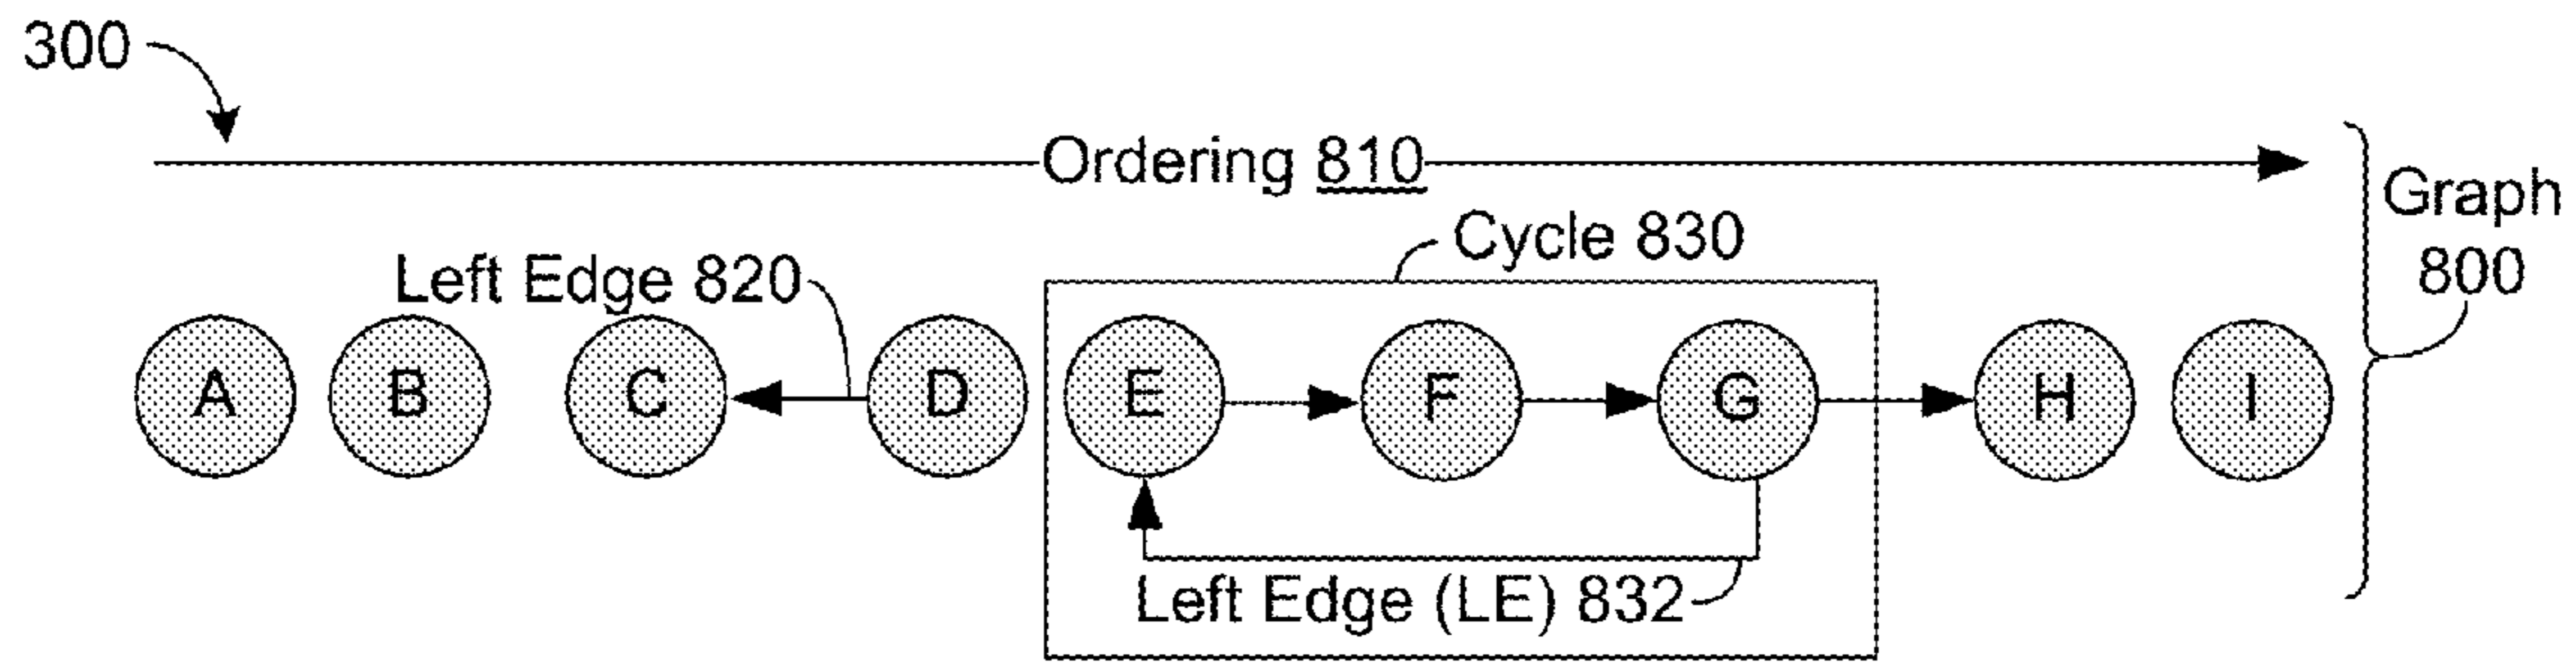 300
Ordering 810
Graph
800
Cycle 830
Left Edge 820
A B C D E F G H I
Left Edge (LE) 832